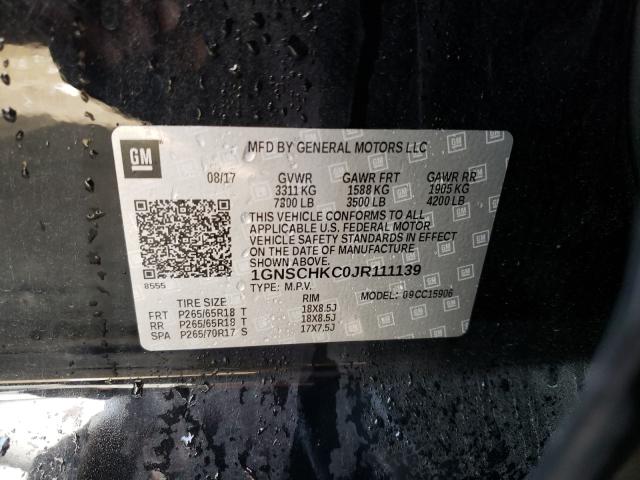 GM
MFD BY GENERAL MOTORS LLC
08/17 GVWR GAWR FRT GAWR RR
3311 KG 1588 KG 1905 KG
7300 LB 3500 LB 4200 LB
THIS VEHICLE CONFORMS TO ALL
APPLICABLE U.S. FEDERAL MOTOR
VEHICLE SAFETY STANDARDS IN EFFECT
ON THE DATE OF MANUFACTURE
SHOWN ABOVE.
8555
1GNSCHKC0JR111139
TYPE: M.P.V. MODEL: 09CC15906
TIRE SIZE RIM
FRT P265/65R18 T 18X8.5J
RR P265/65R18 T 18X8.5J
SPA P265/70R17 S 17X7.5J